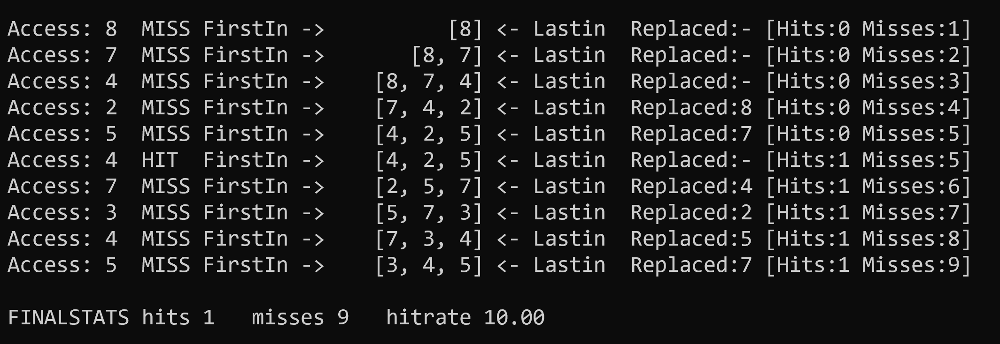 Access: 8  MISS FirstIn ->          [8] <- Lastin  Replaced:- [Hits:0 Misses:1]
Access: 7  MISS FirstIn ->       [8, 7] <- Lastin  Replaced:- [Hits:0 Misses:2]
Access: 4  MISS FirstIn ->    [8, 7, 4] <- Lastin  Replaced:- [Hits:0 Misses:3]
Access: 2  MISS FirstIn ->    [7, 4, 2] <- Lastin  Replaced:8 [Hits:0 Misses:4]
Access: 5  MISS FirstIn ->    [4, 2, 5] <- Lastin  Replaced:7 [Hits:0 Misses:5]
Access: 4  HIT  FirstIn ->    [4, 2, 5] <- Lastin  Replaced:- [Hits:1 Misses:5]
Access: 7  MISS FirstIn ->    [2, 5, 7] <- Lastin  Replaced:4 [Hits:1 Misses:6]
Access: 3  MISS FirstIn ->    [5, 7, 3] <- Lastin  Replaced:2 [Hits:1 Misses:7]
Access: 4  MISS FirstIn ->    [7, 3, 4] <- Lastin  Replaced:5 [Hits:1 Misses:8]
Access: 5  MISS FirstIn ->    [3, 4, 5] <- Lastin  Replaced:7 [Hits:1 Misses:9]
FINALSTATS hits 1   misses 9   hitrate 10.00